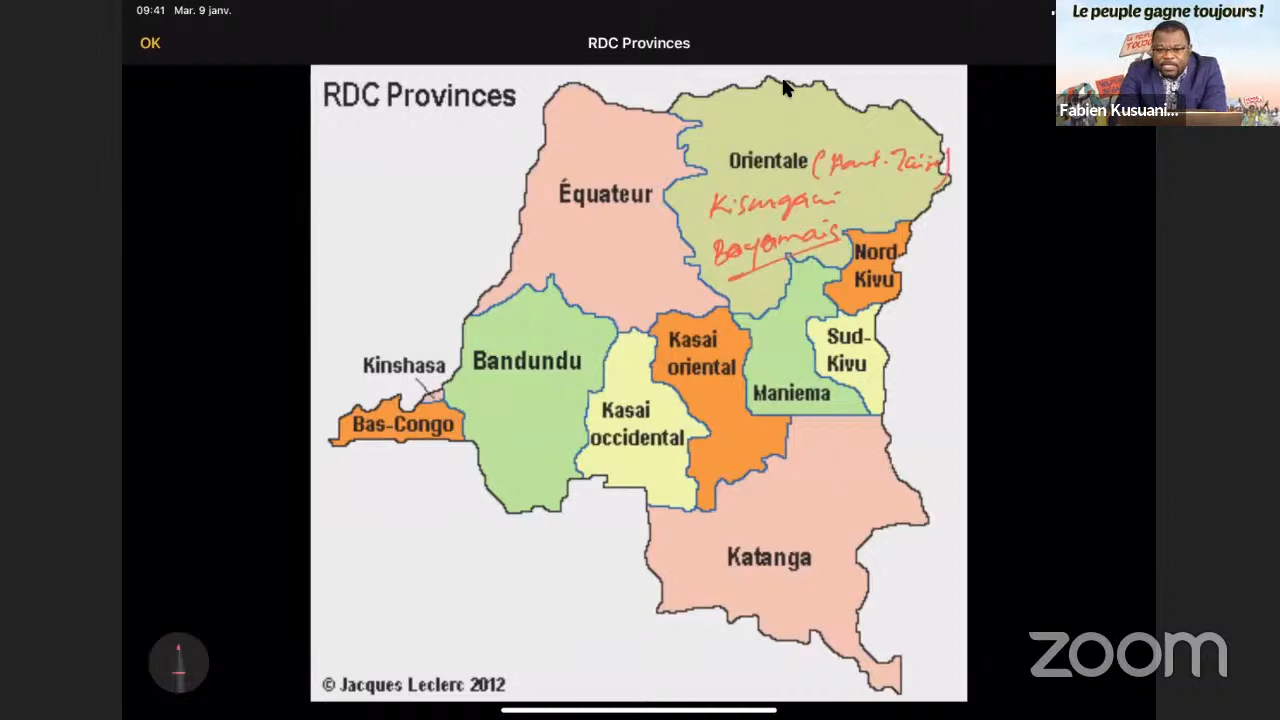 09:41 Mar. 9 janv.
OK
RDC Provinces
Le peuple gagne toujours !
Fabien Kusuani...
RDC Provinces
Orientale (Haut-Zaïre)
Équateur
Kisangani
Boyomais
Nord
Kivu
Kasai
oriental
Sud-
Kivu
Bandundu
Kinshasa
Maniema
Kasai
occidental
Bas-Congo
Katanga
zoom
© Jacques Leclerc 2012